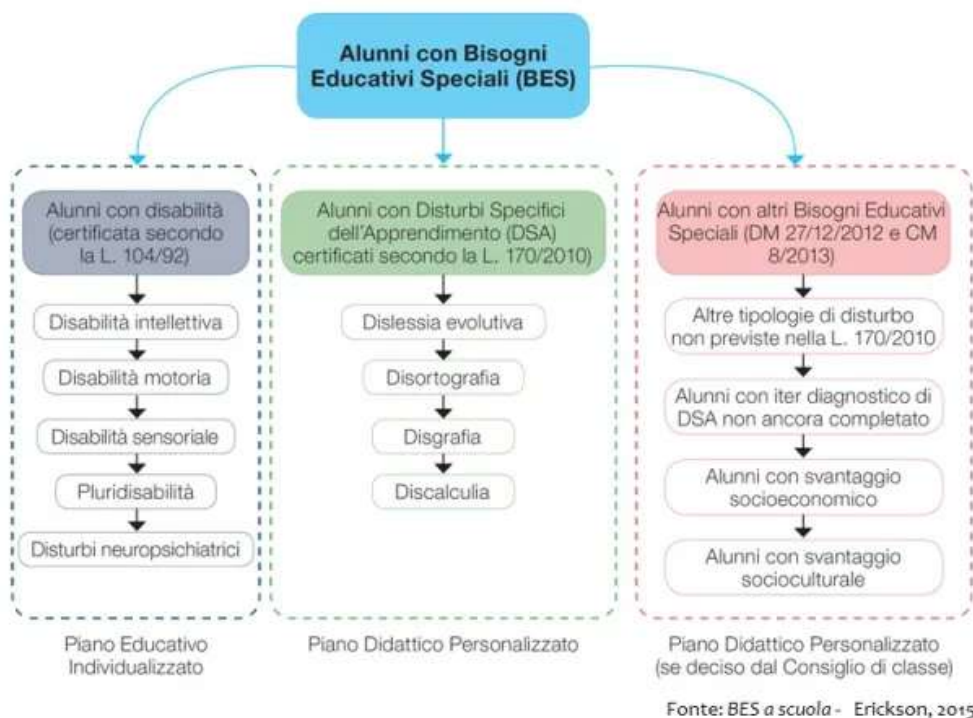 Alunni con Bisogni
Educativi Speciali (BES)
Alunni con disabilità
(certificata secondo
la L. 104/92)
Disabilità intellettiva
Disabilità motoria
Disabilità sensoriale
Pluridisabilità
Disturbi neuropsichiatrici
Piano Educativo
Individualizzato
Alunni con Disturbi Specifici
dell'Apprendimento (DSA)
certificati secondo la L. 170/2010)
Dislessia evolutiva
Disortografia
Disgrafia
Discalculia
Piano Didattico Personalizzato
Alunni con altri Bisogni Educativi
Speciali (DM 27/12/2012 e CM
8/2013)
Altre tipologie di disturbo
non previste nella L. 170/2010
Alunni con iter diagnostico di
DSA non ancora completato
Alunni con svantaggio
socioeconomico
Alunni con svantaggio
socioculturale
Piano Didattico Personalizzato
(se deciso dal Consiglio di classe)
Fonte: BES a scuola - Erickson, 2015